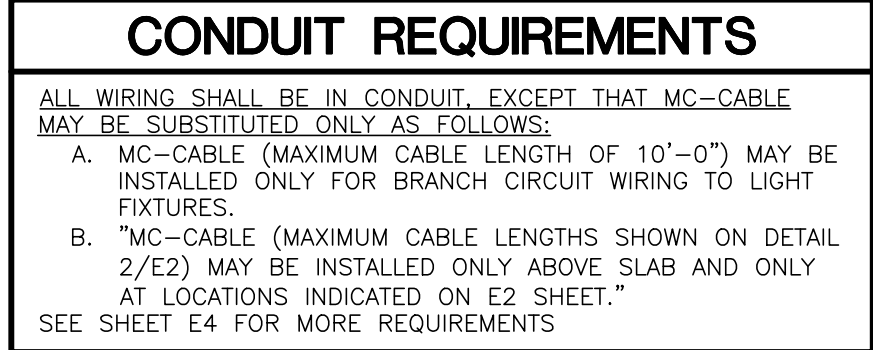 CONDUIT REQUIREMENTS
ALL WIRING SHALL BE IN CONDUIT, EXCEPT THAT MC-CABLE
MAY BE SUBSTITUTED ONLY AS FOLLOWS:
A. MC-CABLE (MAXIMUM CABLE LENGTH OF 10'-0") MAY BE
INSTALLED ONLY FOR BRANCH CIRCUIT WIRING TO LIGHT
FIXTURES.
B. "MC-CABLE (MAXIMUM CABLE LENGTHS SHOWN ON DETAIL
2/E2) MAY BE INSTALLED ONLY ABOVE SLAB AND ONLY
AT LOCATIONS INDICATED ON E2 SHEET."
SEE SHEET E4 FOR MORE REQUIREMENTS